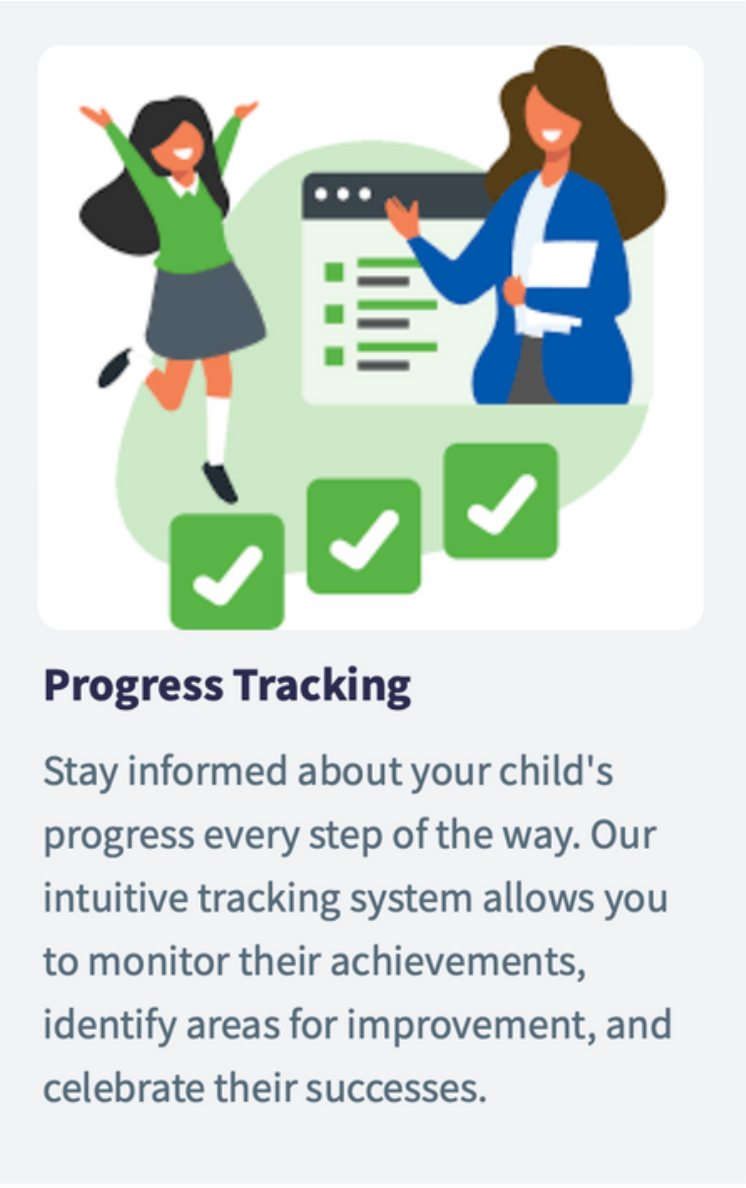 Progress Tracking
Stay informed about your child's
progress every step of the way. Our
intuitive tracking system allows you
to monitor their achievements,
identify areas for improvement, and
celebrate their successes.